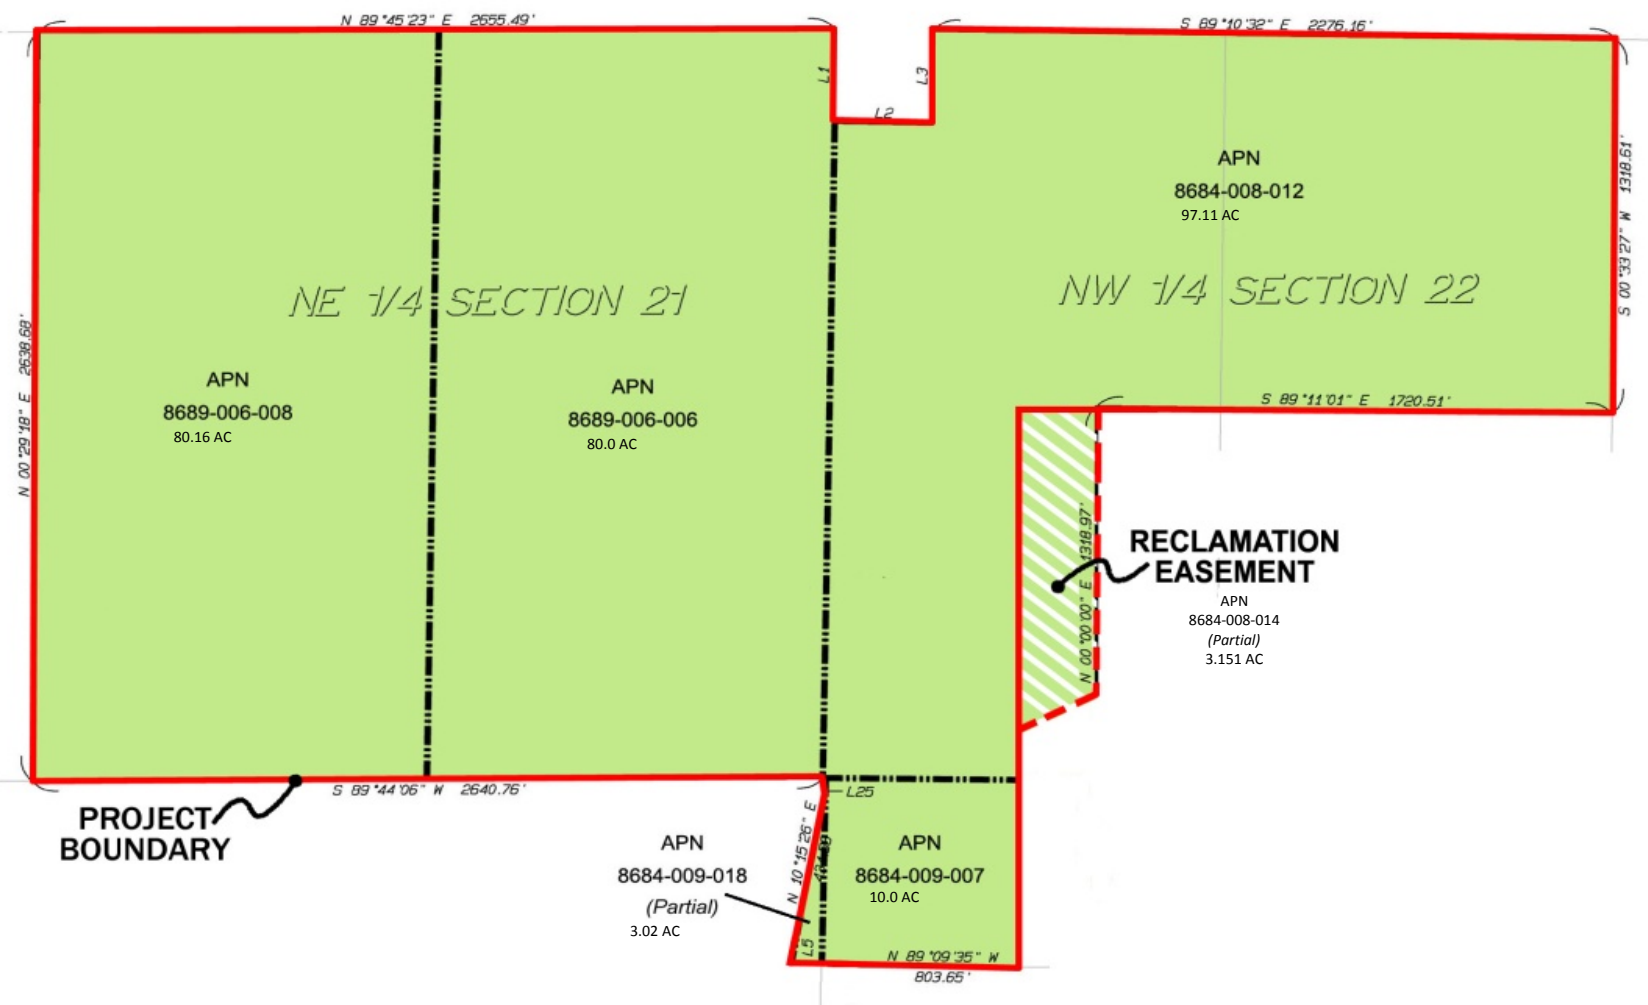 N 89°45'23" E 2655.49'
S 89°10'32" E 2276.16'
L1
L3
L2
APN
8684-008-012
97.11 AC
S 00°33'27" W 1318.61'
NE 1/4 SECTION 21
NW 1/4 SECTION 22
N 00°29'18" E 2638.68'
APN
8689-006-008
80.16 AC
APN
8689-006-006
80.0 AC
S 89°11'01" E 1720.51'
N 00°00'00" E 1318.97'
RECLAMATION
EASEMENT
APN
8684-008-014
(Partial)
3.151 AC
S 89°44'06" W 2640.76'
L25
PROJECT
BOUNDARY
N 10°15'26" E
APN
8684-009-018
(Partial)
3.02 AC
APN
8684-009-007
10.0 AC
L5
N 89°09'35" W
803.65'